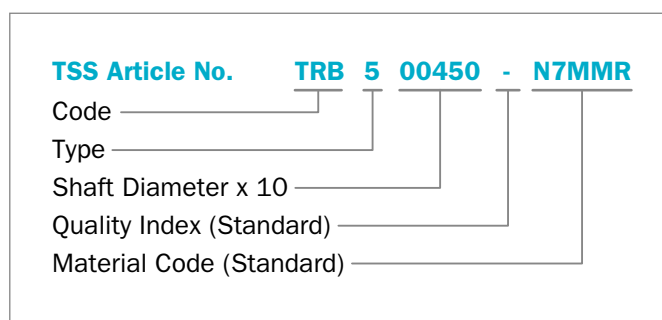 TSS Article No. TRB 5 00450 - N7MMR
Code
Type
Shaft Diameter x 10
Quality Index (Standard)
Material Code (Standard)